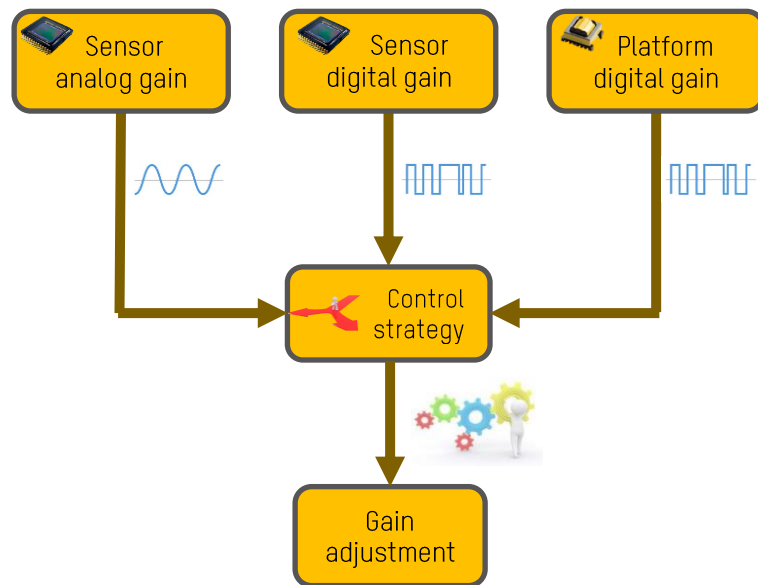 Sensor
analog gain
Sensor
digital gain
Platform
digital gain
Control
strategy
Gain
adjustment